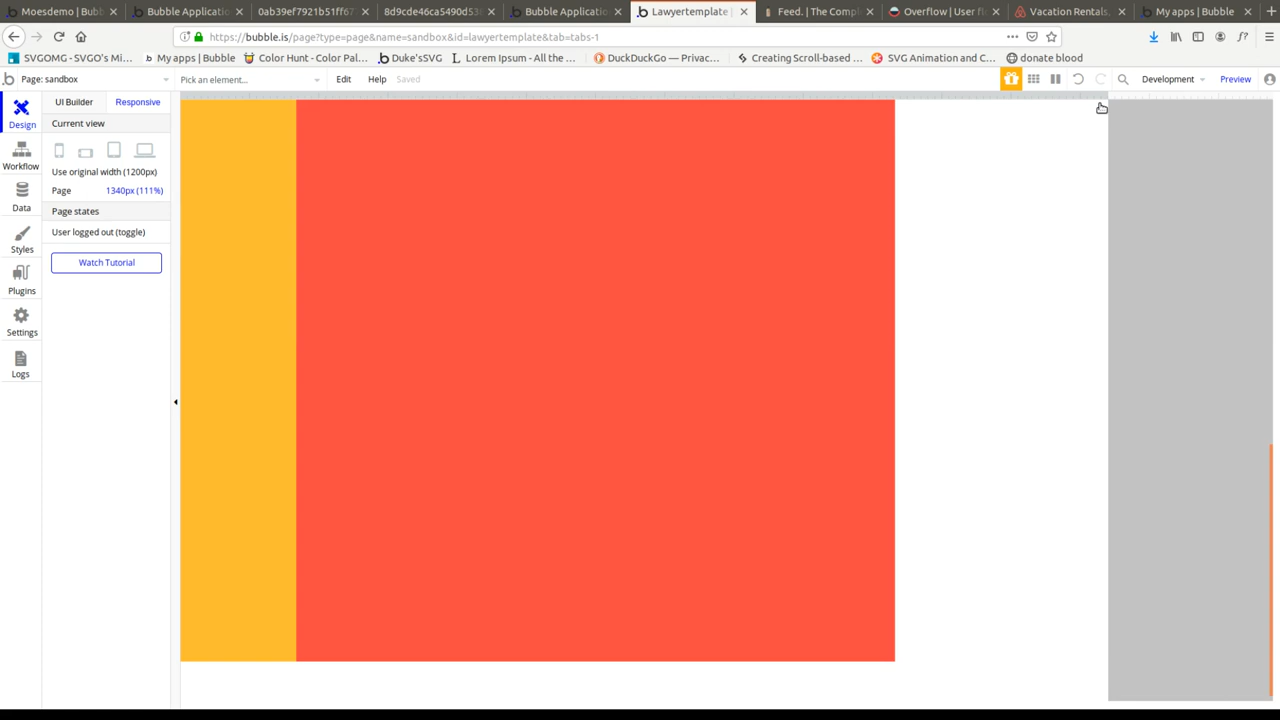 Moesdemo | Bubb
Bubble Applicatio
0ab39ef7921b51ff67
8d9cde46ca5490d53
Bubble Applicatio
Lawyertemplate |
Feed. | The Compl
Overflow | User fl
Vacation Rentals,
My apps | Bubble
https://bubble.is/page?type=page&name=sandbox&id=lawyertemplate&tab=tabs-1
SVGOMG - SVGO's Mi...
My apps | Bubble
Color Hunt - Color Pal...
Duke'sSVG
Lorem Ipsum - All the ...
DuckDuckGo — Privac...
Creating Scroll-based ...
SVG Animation and C...
donate blood
Page: sandbox
Pick an element...
Edit
Help
Saved
Development
Preview
UI Builder
Responsive
Design
Current view
Workflow
Use original width (1200px)
Page
1340px (111%)
Data
Page states
User logged out (toggle)
Styles
Watch Tutorial
Plugins
Settings
Logs